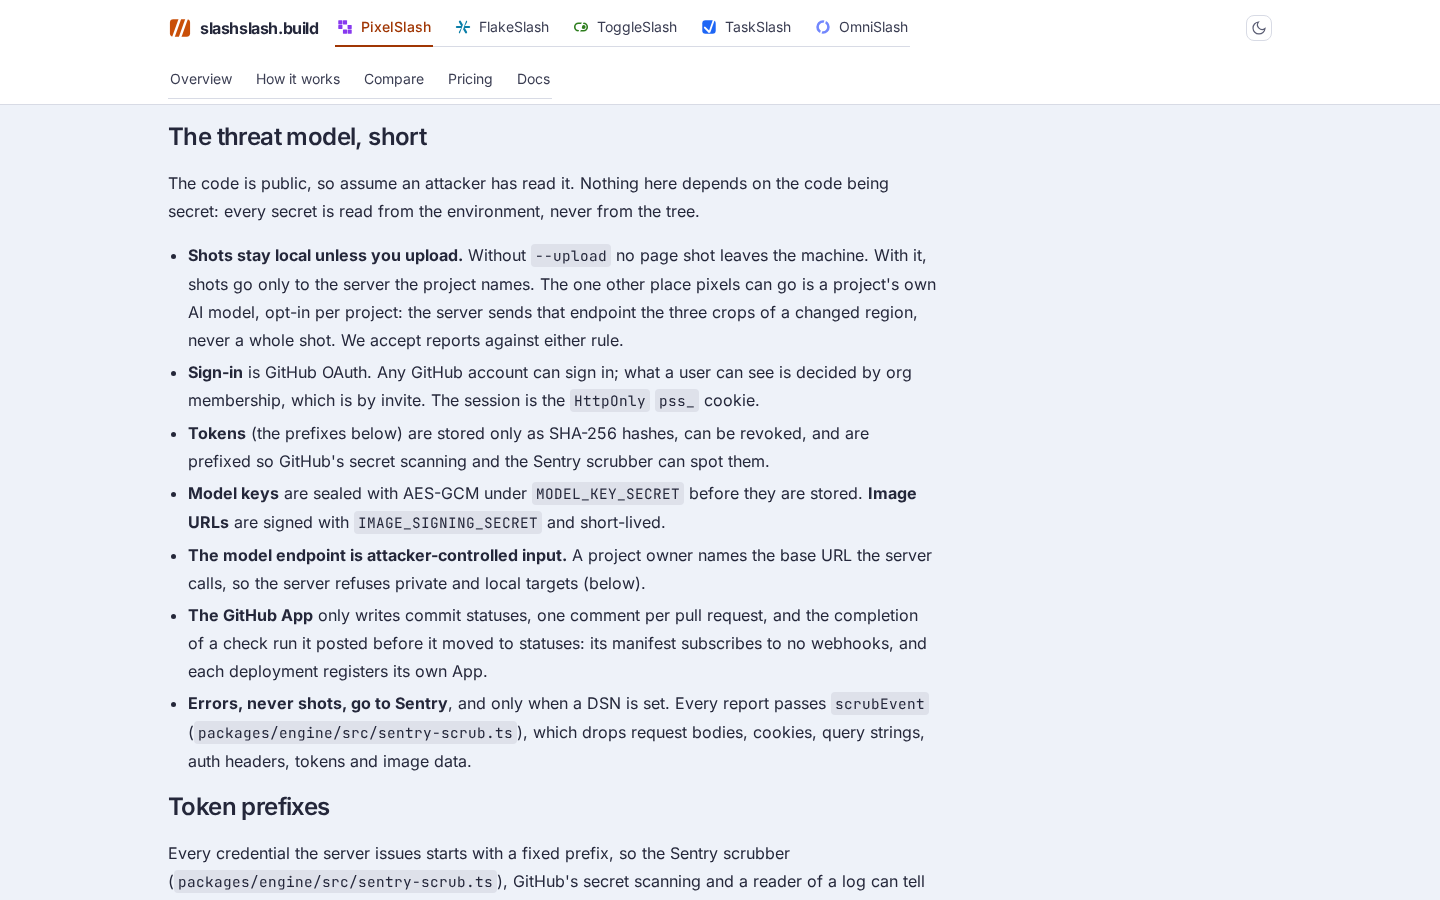 slashslash.build
PixelSlash
FlakeSlash
ToggleSlash
TaskSlash
OmniSlash
Overview
How it works
Compare
Pricing
Docs
The threat model, short
The code is public, so assume an attacker has read it. Nothing here depends on the code being
secret: every secret is read from the environment, never from the tree.
Shots stay local unless you upload. Without --upload no page shot leaves the machine. With it,
shots go only to the server the project names. The one other place pixels can go is a project's own
AI model, opt-in per project: the server sends that endpoint the three crops of a changed region,
never a whole shot. We accept reports against either rule.
Sign-in is GitHub OAuth. Any GitHub account can sign in; what a user can see is decided by org
membership, which is by invite. The session is the HttpOnly pss_ cookie.
Tokens (the prefixes below) are stored only as SHA-256 hashes, can be revoked, and are
prefixed so GitHub's secret scanning and the Sentry scrubber can spot them.
Model keys are sealed with AES-GCM under MODEL_KEY_SECRET before they are stored. Image
URLs are signed with IMAGE_SIGNING_SECRET and short-lived.
The model endpoint is attacker-controlled input. A project owner names the base URL the server
calls, so the server refuses private and local targets (below).
The GitHub App only writes commit statuses, one comment per pull request, and the completion
of a check run it posted before it moved to statuses: its manifest subscribes to no webhooks, and
each deployment registers its own App.
Errors, never shots, go to Sentry, and only when a DSN is set. Every report passes scrubEvent
(packages/engine/src/sentry-scrub.ts), which drops request bodies, cookies, query strings,
auth headers, tokens and image data.
Token prefixes
Every credential the server issues starts with a fixed prefix, so the Sentry scrubber
(packages/engine/src/sentry-scrub.ts), GitHub's secret scanning and a reader of a log can tell